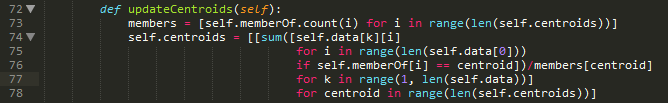 72 def updateCentroids(self):
73 members = [self.memberOf.count(i) for i in range(len(self.centroids))]
74 self.centroids = [[sum([self.data[k][i]
75 for i in range(len(self.data[0]))
76 if self.memberOf[i] == centroid])/members[centroid]
77 for k in range(1, len(self.data))]
78 for centroid in range(len(self.centroids))]